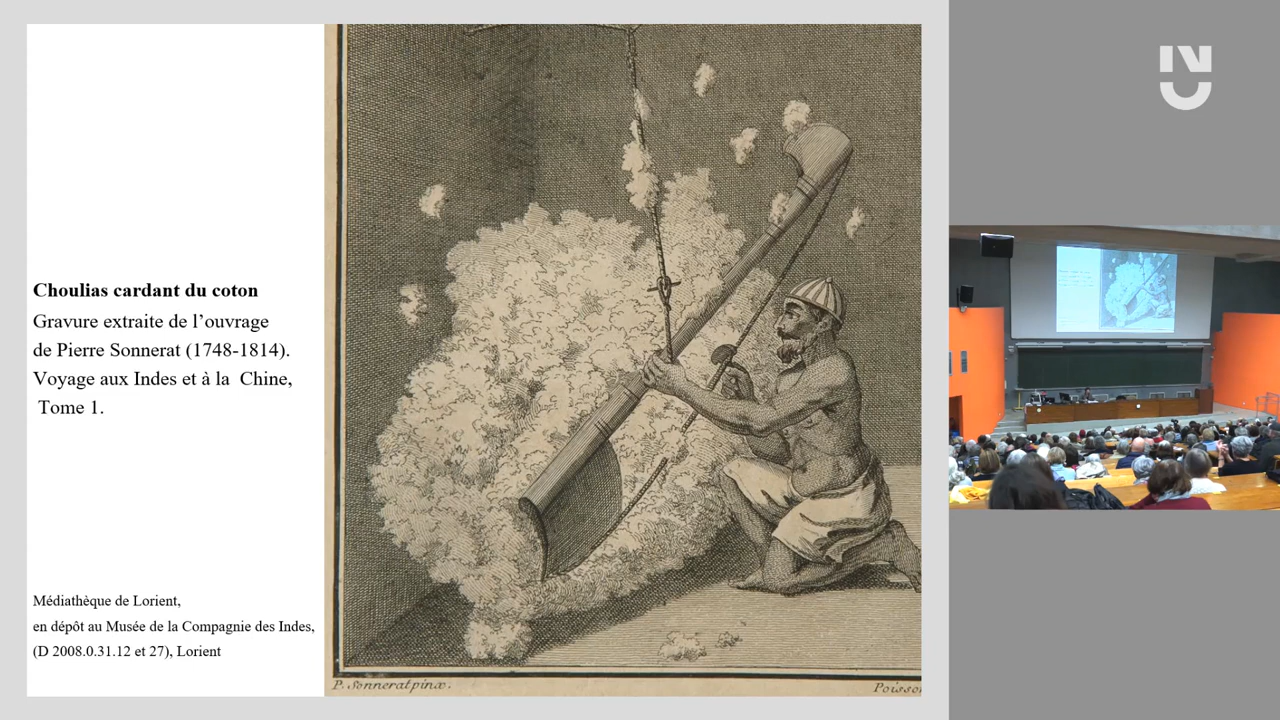 Choulias cardant du coton
Gravure extraite de l’ouvrage
de Pierre Sonnerat (1748-1814).
Voyage aux Indes et à la  Chine,
Tome 1.
Médiathèque de Lorient,
en dépôt au Musée de la Compagnie des Indes,
(D 2008.0.31.12 et 27), Lorient
P. Sonnerat pinx.